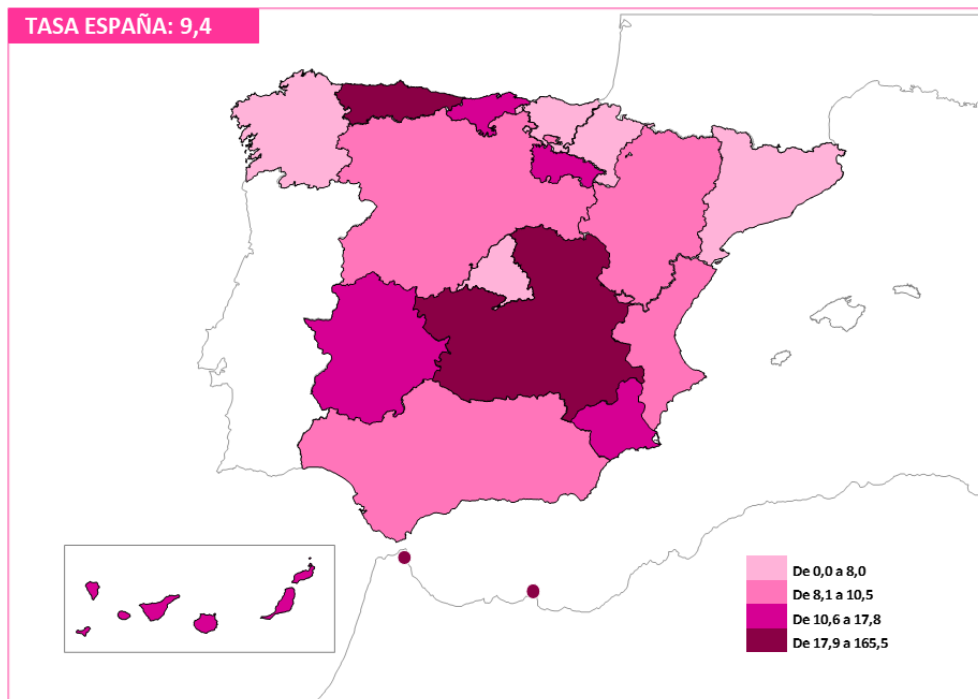 TASA ESPAÑA: 9,4
De 0,0 a 8,0
De 8,1 a 10,5
De 10,6 a 17,8
De 17,9 a 165,5